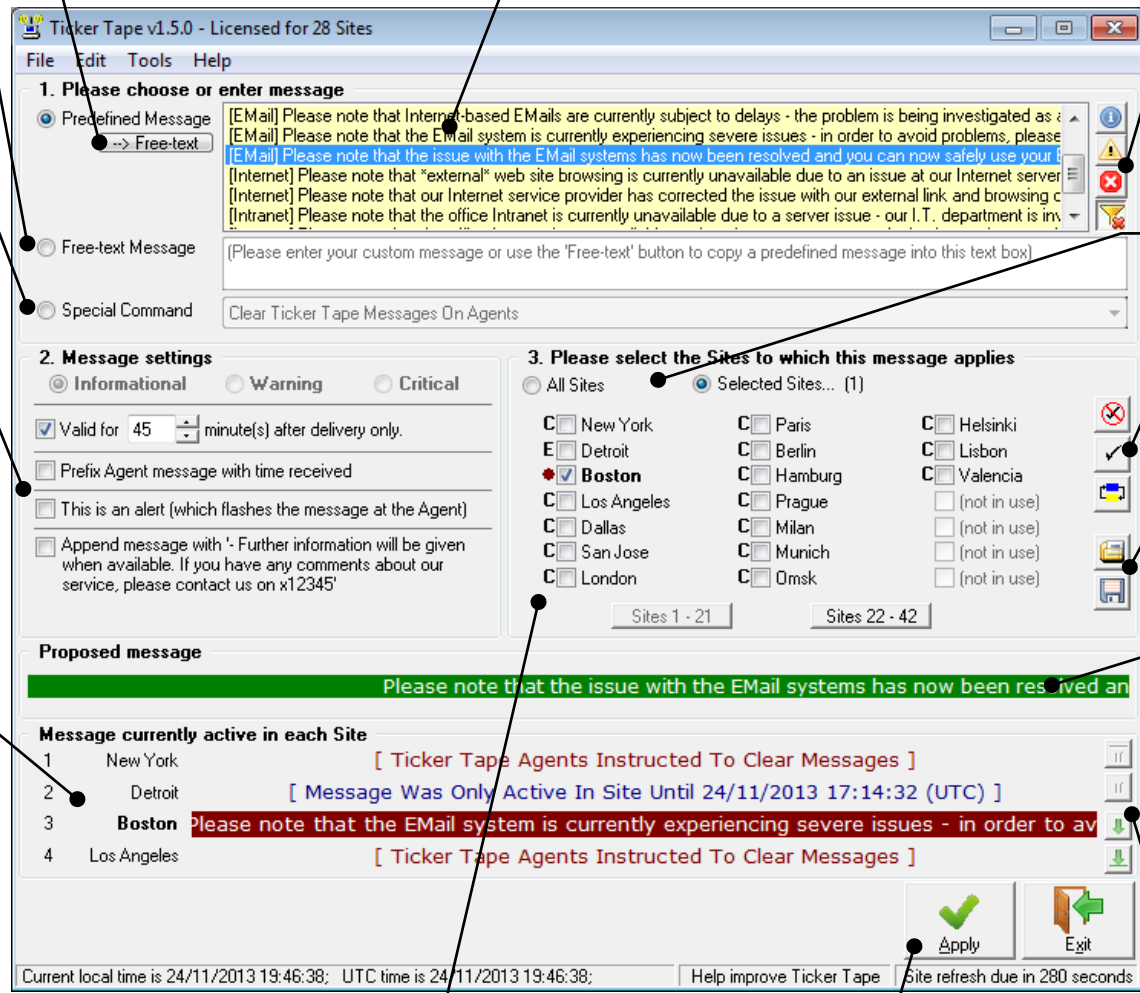 Ticker Tape v1.5.0 - Licensed for 28 Sites
File Edit Tools Help
1. Please choose or enter message
Predefined Message
--> Free-text
[EMail] Please note that Internet-based EMails are currently subject to delays - the problem is being investigated as
[EMail] Please note that the EMail system is currently experiencing severe issues - in order to avoid problems, please
[EMail] Please note that the issue with the EMail systems has now been resolved and you can now safely use your
[Internet] Please note that *external* web site browsing is currently unavailable due to an issue at our Internet server
[Internet] Please note that our Internet service provider has corrected the issue with our external link and browsing
[Intranet] Please note that the office Intranet is currently unavailable due to a server issue - our I.T. department is
Free-text Message
(Please enter your custom message or use the 'Free-text' button to copy a predefined message into this text box)
Special Command
Clear Ticker Tape Messages On Agents
2. Message settings
Informational Warning Critical
Valid for 45 minute(s) after delivery only.
Prefix Agent message with time received
This is an alert (which flashes the message at the Agent)
Append message with '- Further information will be given
when available. If you have any comments about our
service, please contact us on x12345'
3. Please select the Sites to which this message applies
All Sites Selected Sites... (1)
C New York C Paris C Helsinki
E Detroit C Berlin C Lisbon
Boston C Hamburg C Valencia
C Los Angeles C Prague (not in use)
C Dallas C Milan (not in use)
C San Jose C Munich (not in use)
C London C Omsk (not in use)
Sites 1 - 21 Sites 22 - 42
Proposed message
Please note that the issue with the EMail systems has now been resolved an
Message currently active in each Site
1 New York [ Ticker Tape Agents Instructed To Clear Messages ]
2 Detroit [ Message Was Only Active In Site Until 24/11/2013 17:14:32 (UTC) ]
3 Boston Please note that the EMail system is currently experiencing severe issues - in order to av
4 Los Angeles [ Ticker Tape Agents Instructed To Clear Messages ]
Apply Exit
Current local time is 24/11/2013 19:46:38; UTC time is 24/11/2013 19:46:38; Help improve Ticker Tape Site refresh due in 280 seconds